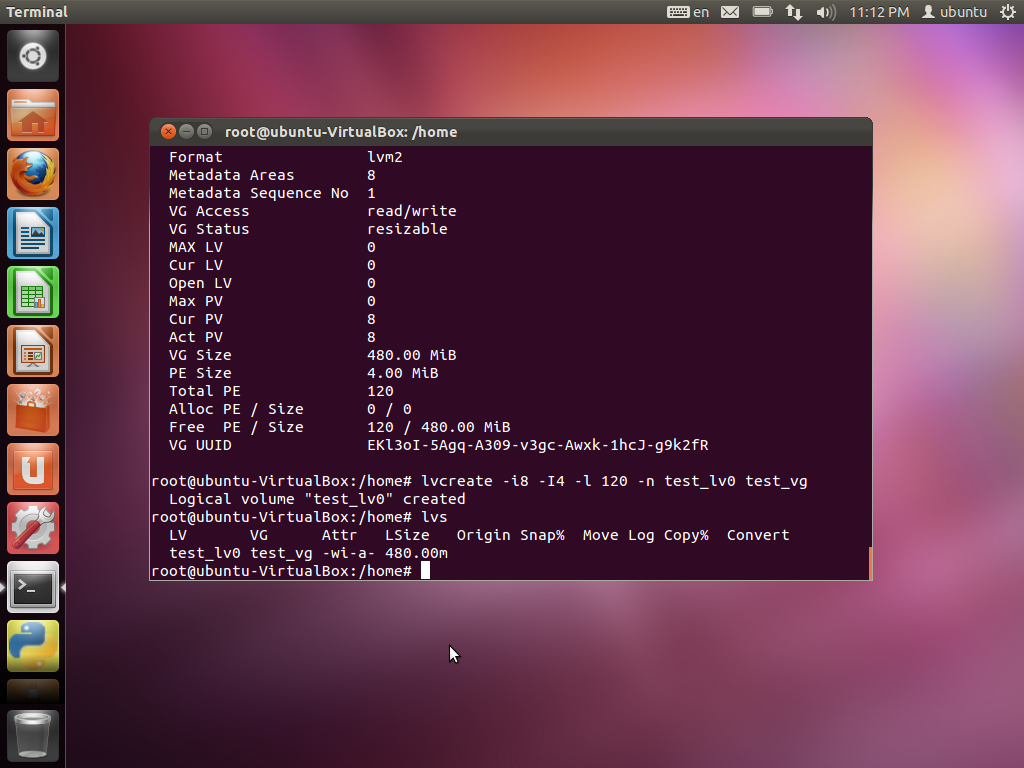 Terminal
en
11:12 PM
ubuntu
root@ubuntu-VirtualBox: /home
Format lvm2
Metadata Areas 8
Metadata Sequence No 1
VG Access read/write
VG Status resizable
MAX LV 0
Cur LV 0
Open LV 0
Max PV 0
Cur PV 8
Act PV 8
VG Size 480.00 MiB
PE Size 4.00 MiB
Total PE 120
Alloc PE / Size 0 / 0
Free  PE / Size 120 / 480.00 MiB
VG UUID EKl3oI-5Agq-A309-v3gc-Awxk-1hcJ-g9k2fR
root@ubuntu-VirtualBox:/home# lvcreate -i8 -I4 -l 120 -n test_lv0 test_vg
Logical volume "test_lv0" created
root@ubuntu-VirtualBox:/home# lvs
LV VG Attr LSize Origin Snap% Move Log Copy% Convert
test_lv0 test_vg -wi-a- 480.00m
root@ubuntu-VirtualBox:/home#